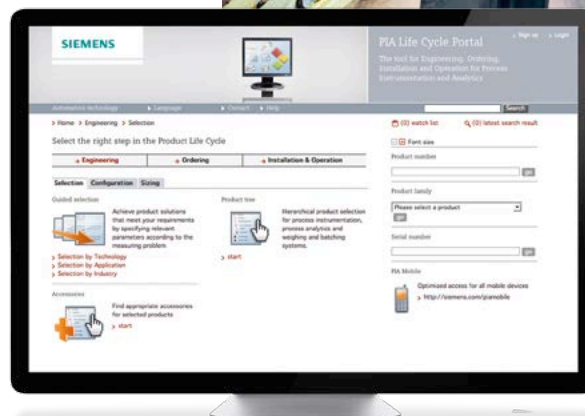 SIEMENS
PIA Life Cycle Portal
> Sign up > Login
The tool for Engineering, Ordering,
Installation and Operation for Process
Instrumentation and Analytics
Automation technology > Language > Contact > Help
Search
> Home > Engineering > Selection
(0) watch list (0) latest search result
Select the right step in the Product Life Cycle
Engineering Ordering Installation & Operation
Selection Configuration Sizing
Guided selection
Achieve product solutions
that meet your requirements
by specifying relevant
parameters according to the
measuring problem
> Selection by Technology
> Selection by Application
> Selection by Industry
Product tree
Hierarchical product selection
for process instrumentation,
process analytics and
weighing and batching
systems.
> start
Accessories
Find appropriate accessories
for selected products
> start
Font size
Product number
go
Product family
Please select a product
go
Serial number
go
PIA Mobile
Optimized access for all mobile devices
> http://siemens.com/piamobile